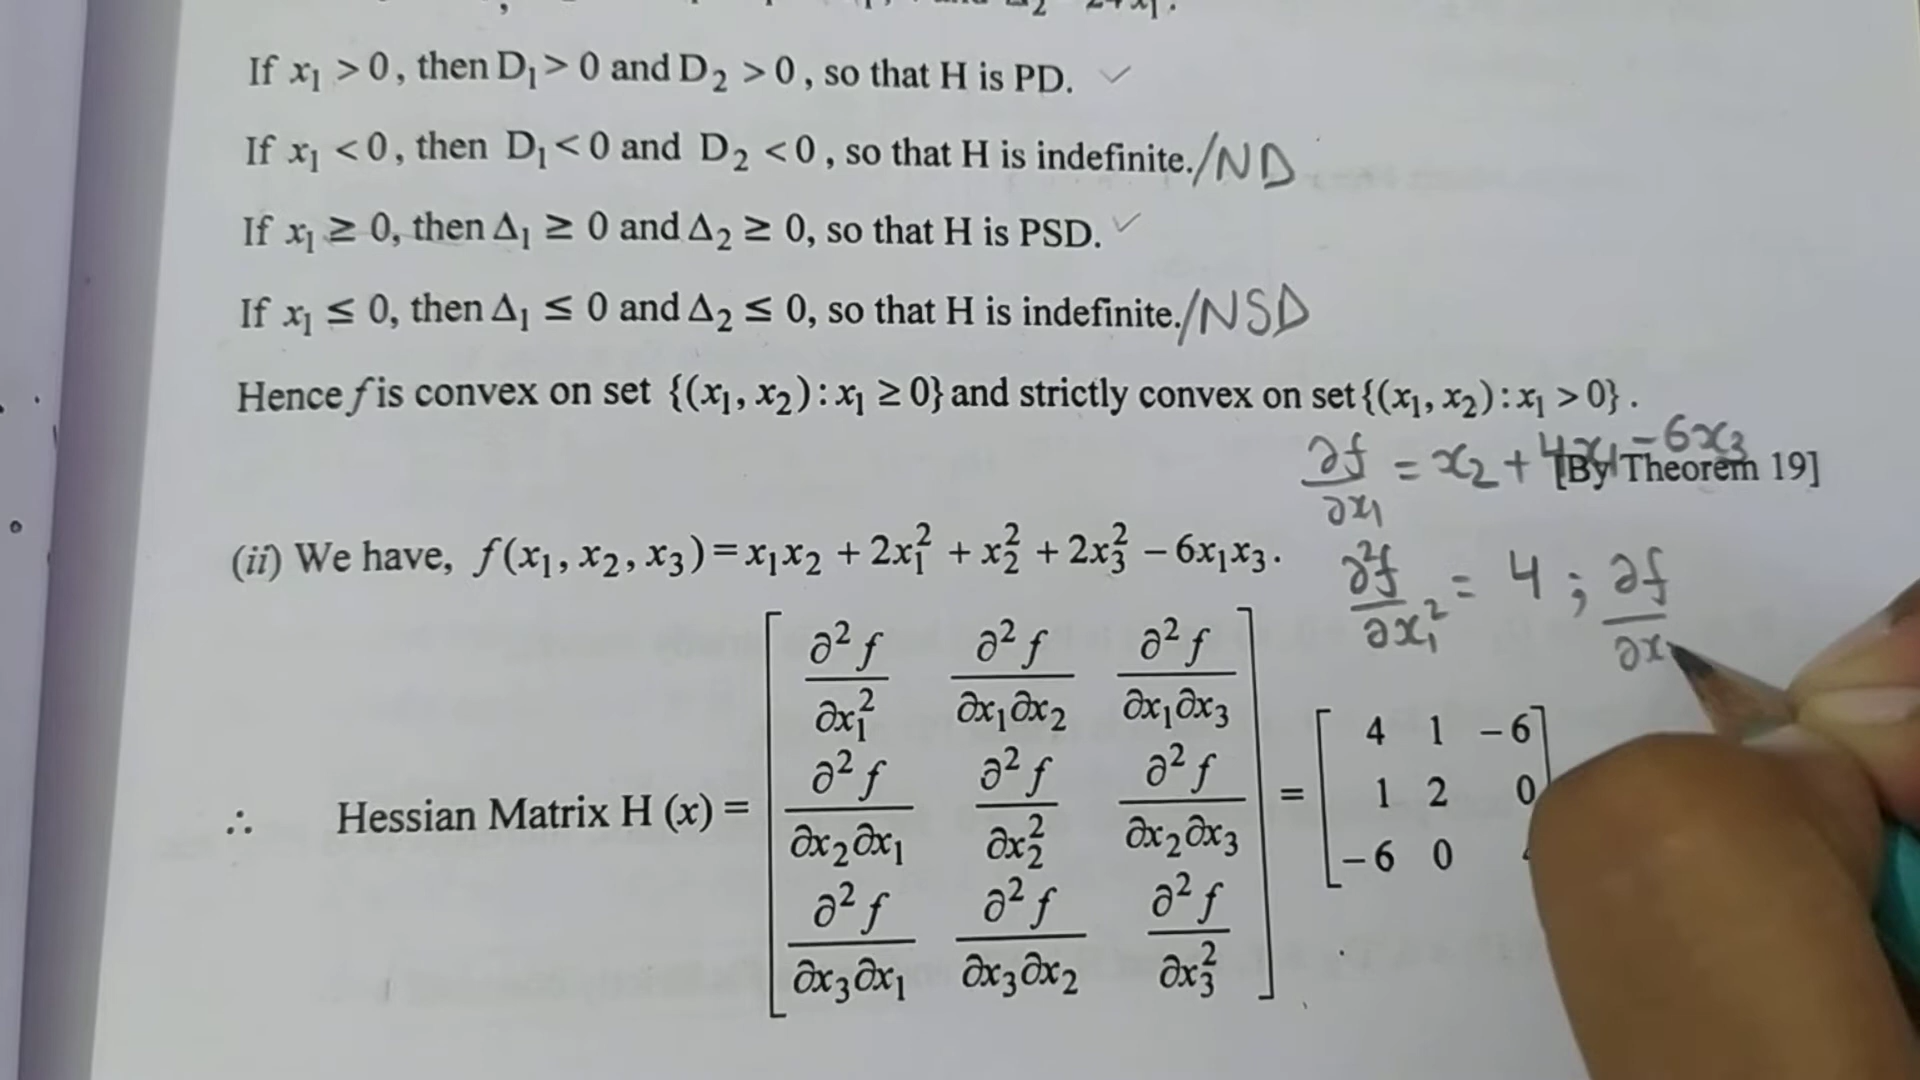 If x₁ > 0, then D₁ > 0 and D₂ > 0, so that H is PD. ✓
If x₁ < 0, then D₁ < 0 and D₂ < 0, so that H is indefinite./ND
If x₁ ≥ 0, then Δ₁ ≥ 0 and Δ₂ ≥ 0, so that H is PSD. ✓
If x₁ ≤ 0, then Δ₁ ≤ 0 and Δ₂ ≤ 0, so that H is indefinite./NSD
Hence f is convex on set {(x₁, x₂) : x₁ ≥ 0} and strictly convex on set {(x₁, x₂) : x₁ > 0}.
∂f/∂x₁ = x₂ + 4x₁ − 6x₃
[By Theorem 19]
(ii) We have, f(x₁, x₂, x₃) = x₁x₂ + 2x₁² + x₂² + 2x₃² − 6x₁x₃.
∂²f/∂x₁² = 4 ; ∂f/∂x
∴ Hessian Matrix H (x) =
[ ∂²f/∂x₁² ∂²f/∂x₁∂x₂ ∂²f/∂x₁∂x₃
∂²f/∂x₂∂x₁ ∂²f/∂x₂² ∂²f/∂x₂∂x₃
∂²f/∂x₃∂x₁ ∂²f/∂x₃∂x₂ ∂²f/∂x₃² ]
=
[ 4 1 −6 ]
1 2 0
−6 0